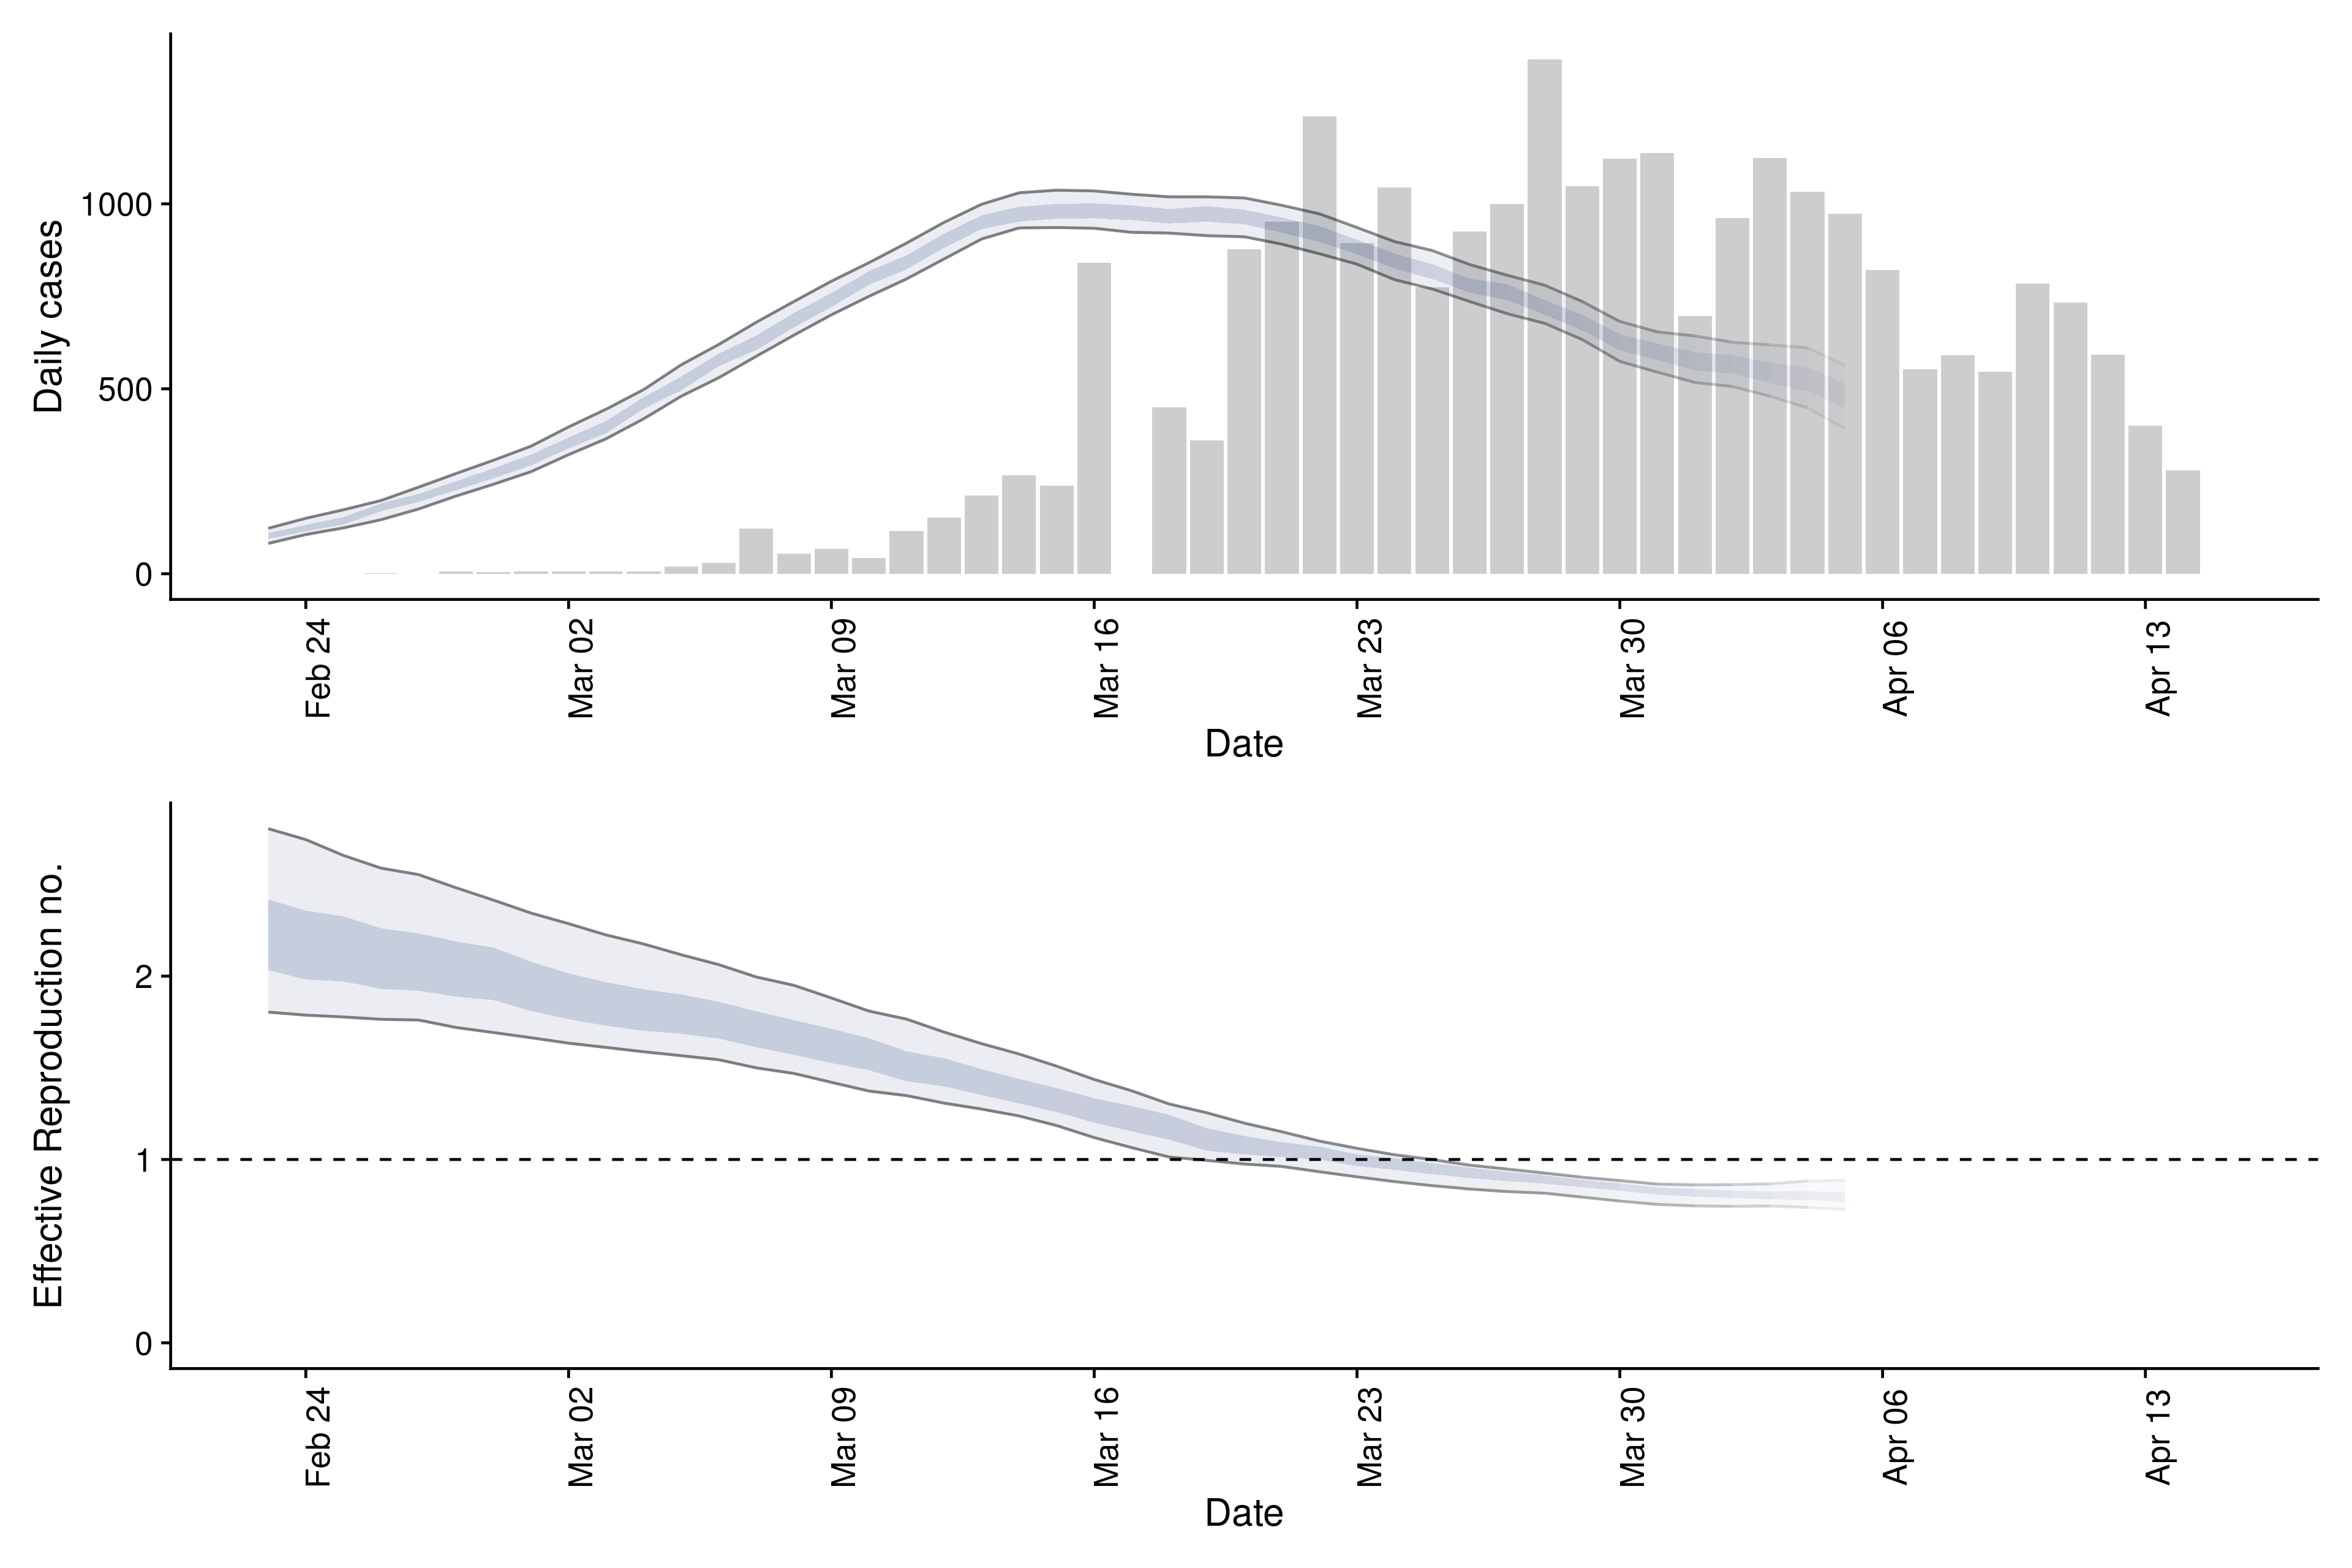 Daily cases
1000
500
0
Feb 24
Mar 02
Mar 09
Mar 16
Mar 23
Mar 30
Apr 06
Apr 13
Date
Effective Reproduction no.
2
1
0
Feb 24
Mar 02
Mar 09
Mar 16
Mar 23
Mar 30
Apr 06
Apr 13
Date